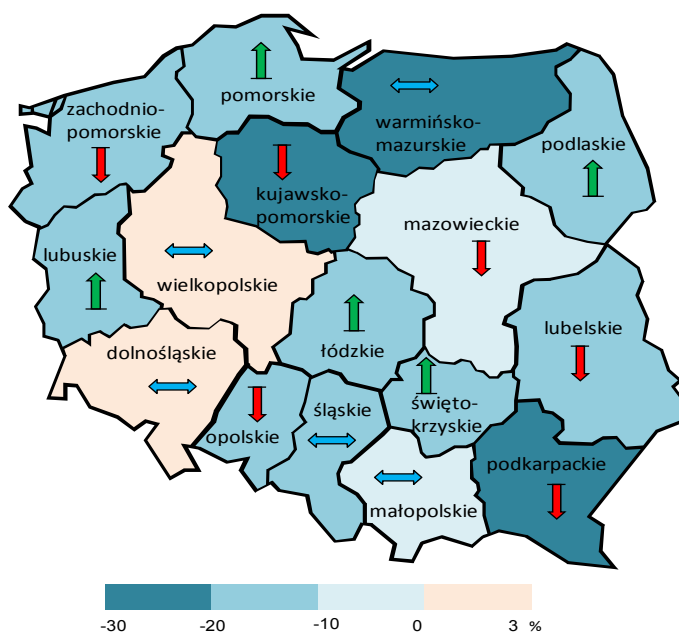 pomorskie
zachodnio-
pomorskie
warmińsko-
mazurskie
podlaskie
kujawsko-
pomorskie
mazowieckie
lubuskie
wielkopolskie
lubelskie
dolnośląskie
łódzkie
śląskie
święto-
krzyskie
opolskie
podkarpackie
małopolskie
-30 -20 -10 0 3 %